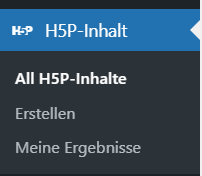 H5P H5P-Inhalt
All H5P-Inhalte
Erstellen
Meine Ergebnisse